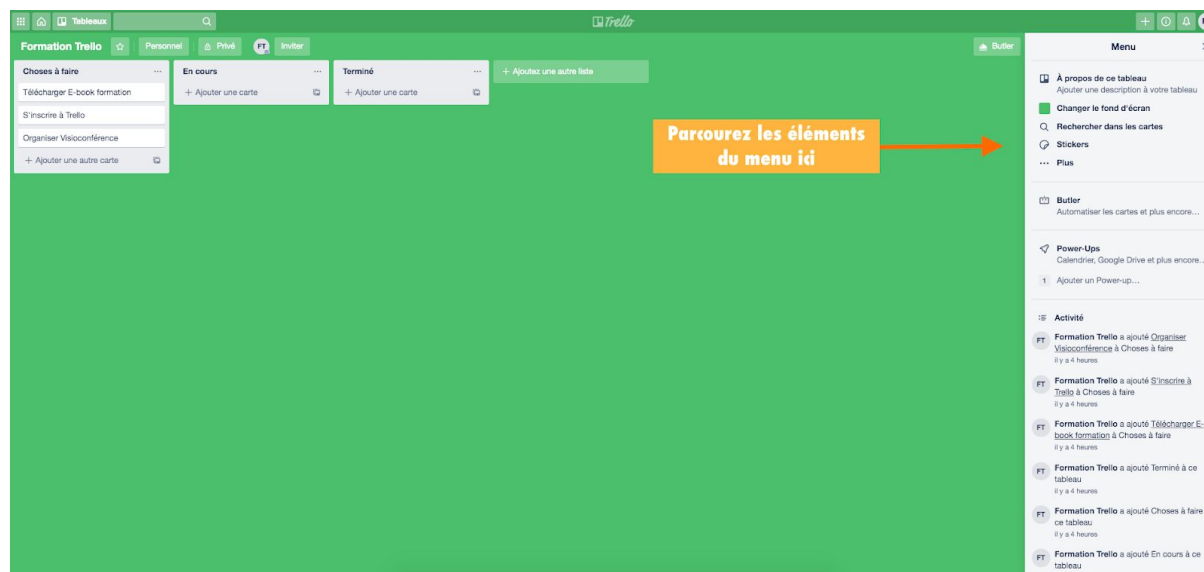 Tableaux
Trello
Formation Trello
Personnel
Privé
FT
Inviter
Butler
Choses à faire
Télécharger E-book formation
S'inscrire à Trello
Organiser Visioconférence
+ Ajouter une autre carte
En cours
+ Ajouter une carte
Terminé
+ Ajouter une carte
+ Ajoutez une autre liste
Parcourez les éléments
du menu ici
Menu
À propos de ce tableau
Ajouter une description à votre tableau
Changer le fond d'écran
Rechercher dans les cartes
Stickers
Plus
Butler
Automatiser les cartes et plus encore...
Power-Ups
Calendrier, Google Drive et plus encore...
1 Ajouter un Power-up...
Activité
FT Formation Trello a ajouté Organiser
Visioconférence à Choses à faire
il y a 4 heures
FT Formation Trello a ajouté S'inscrire à
Trello à Choses à faire
il y a 4 heures
FT Formation Trello a ajouté Télécharger E-
book formation à Choses à faire
il y a 4 heures
FT Formation Trello a ajouté Terminé à ce
tableau
il y a 4 heures
FT Formation Trello a ajouté Choses à faire
ce tableau
il y a 4 heures
FT Formation Trello a ajouté En cours à ce
tableau